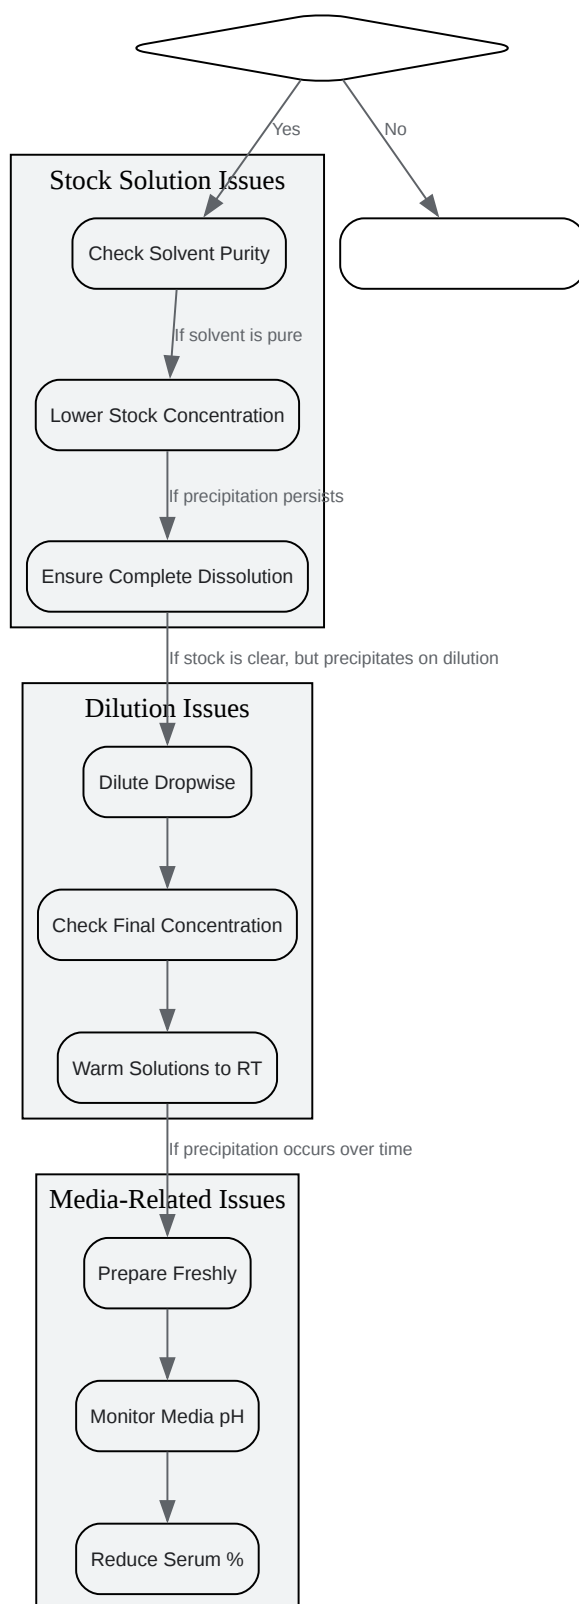 Yes
No
Stock Solution Issues
Check Solvent Purity
If solvent is pure
Lower Stock Concentration
If precipitation persists
Ensure Complete Dissolution
If stock is clear, but precipitates on dilution
Dilution Issues
Dilute Dropwise
Check Final Concentration
Warm Solutions to RT
If precipitation occurs over time
Media-Related Issues
Prepare Freshly
Monitor Media pH
Reduce Serum %